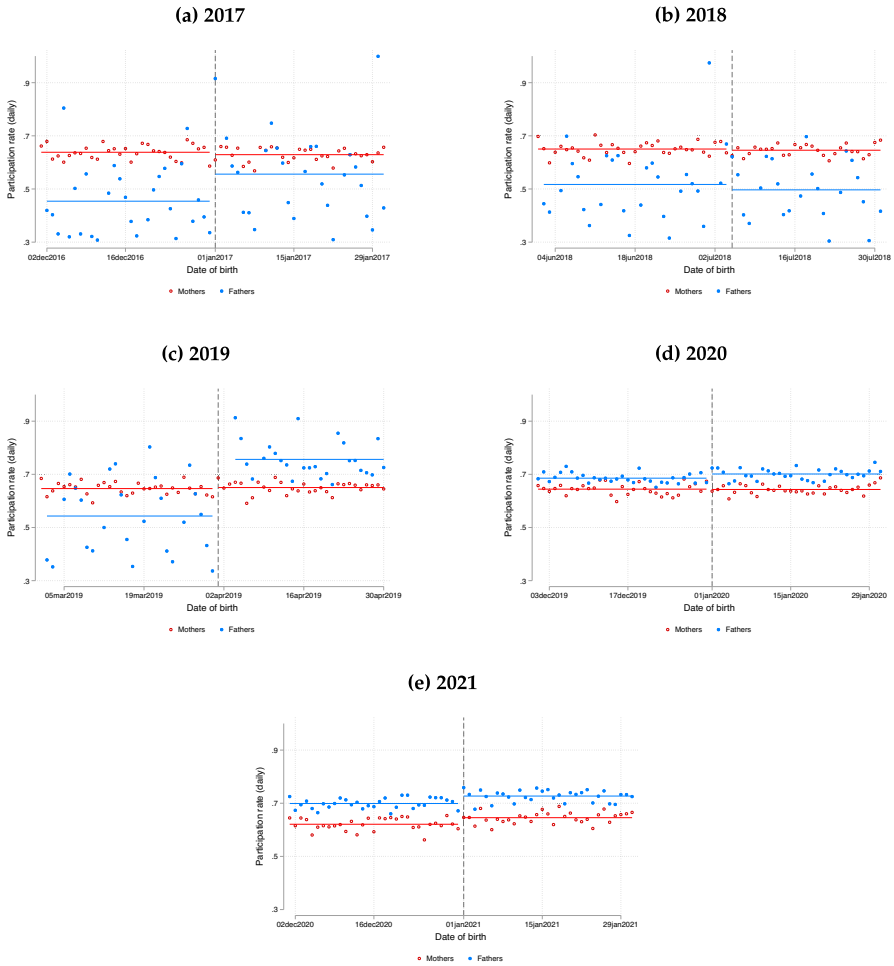 (a) 2017
(b) 2018
Participation rate (daily)
.9
.7
.5
.3
02dec2016 16dec2016 01jan2017 15jan2017 29jan2017
Date of birth
Mothers Fathers
Participation rate (daily)
.9
.7
.5
.3
04jun2018 18jun2018 02jul2018 16jul2018 30jul2018
Date of birth
Mothers Fathers
(c) 2019
(d) 2020
Participation rate (daily)
.9
.7
.5
.3
05mar2019 19mar2019 02apr2019 16apr2019 30apr2019
Date of birth
Mothers Fathers
Participation rate (daily)
.9
.7
.5
.3
03dec2019 17dec2019 01jan2020 15jan2020 29jan2020
Date of birth
Mothers Fathers
(e) 2021
Participation rate (daily)
.9
.7
.5
.3
02dec2020 16dec2020 01jan2021 15jan2021 29jan2021
Date of birth
Mothers Fathers